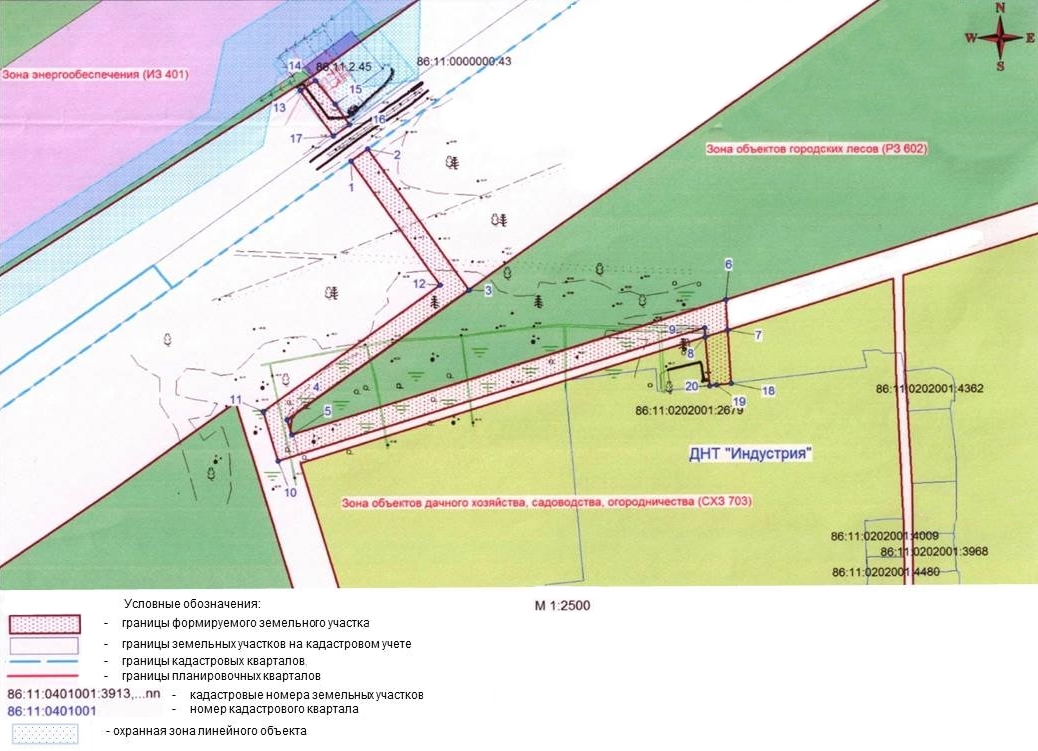 N
W E
S
Зона энергообеспечения (ИЗ 401)
14
86:11:2.45
86:11:0000000:43
15
13
16
17
2
1
Зона объектов городских лесов (РЗ 602)
12
3
6
9
7
8
4
11
5
20
18
19
86:11:0202001:2679
86:11:0202001:4362
ДНТ "Индустрия"
10
Зона объектов дачного хозяйства, садоводства, огородничества (СХЗ 703)
86:11:0202001:4009
86:11:0202001:3968
86:11:0202001:4480
Условные обозначения:
М 1:2500
- границы формируемого земельного участка
- границы земельных участков на кадастровом учете
- границы кадастровых кварталов
- границы планировочных кварталов
86:11:0401001:3913,...nn - кадастровые номера земельных участков
86:11:0401001 - номер кадастрового квартала
- охранная зона линейного объекта